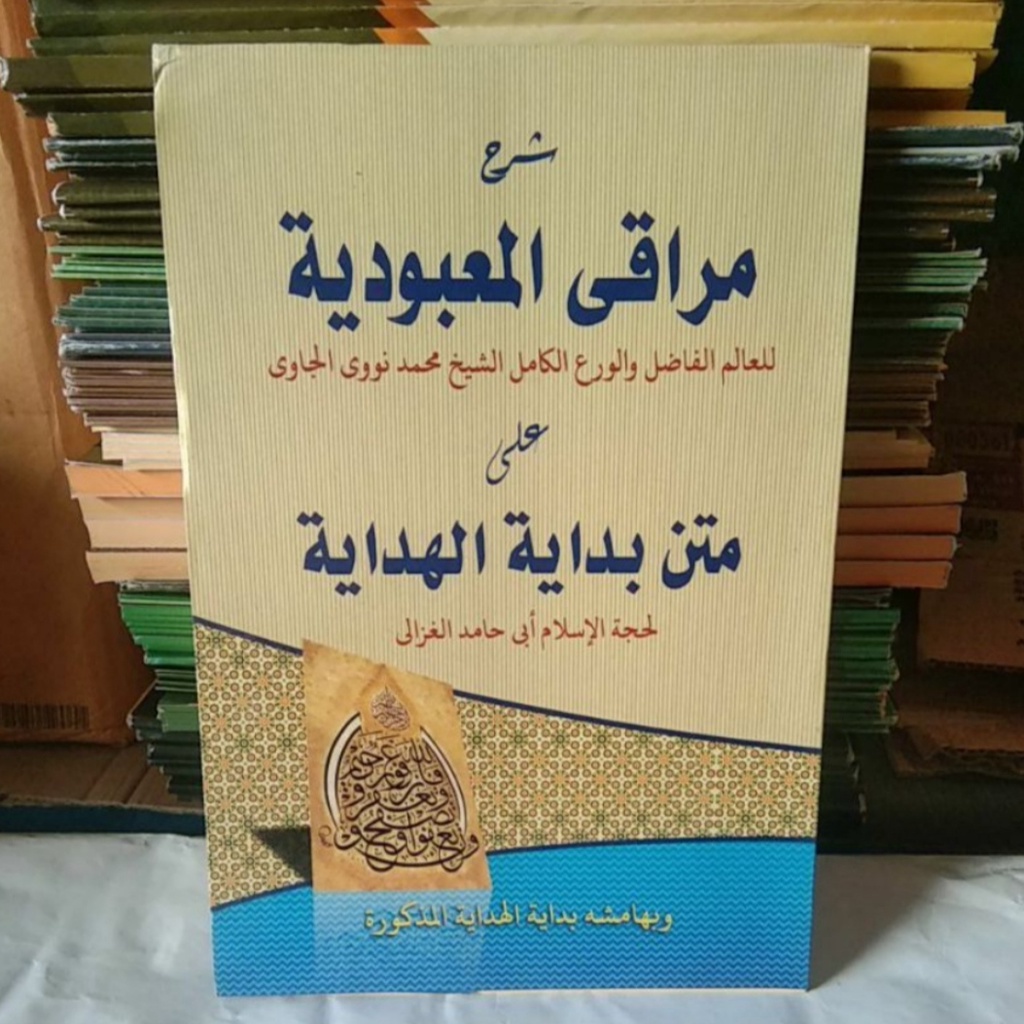 شرح
مراقى المعبودية
للعالم الفاضل والورع الكامل الشيخ محمد نووى الجاوى
على
متن بداية الهداية
لحجة الإسلام أبى حامد الغزالى
وبهامشه بداية الهداية المذكورة